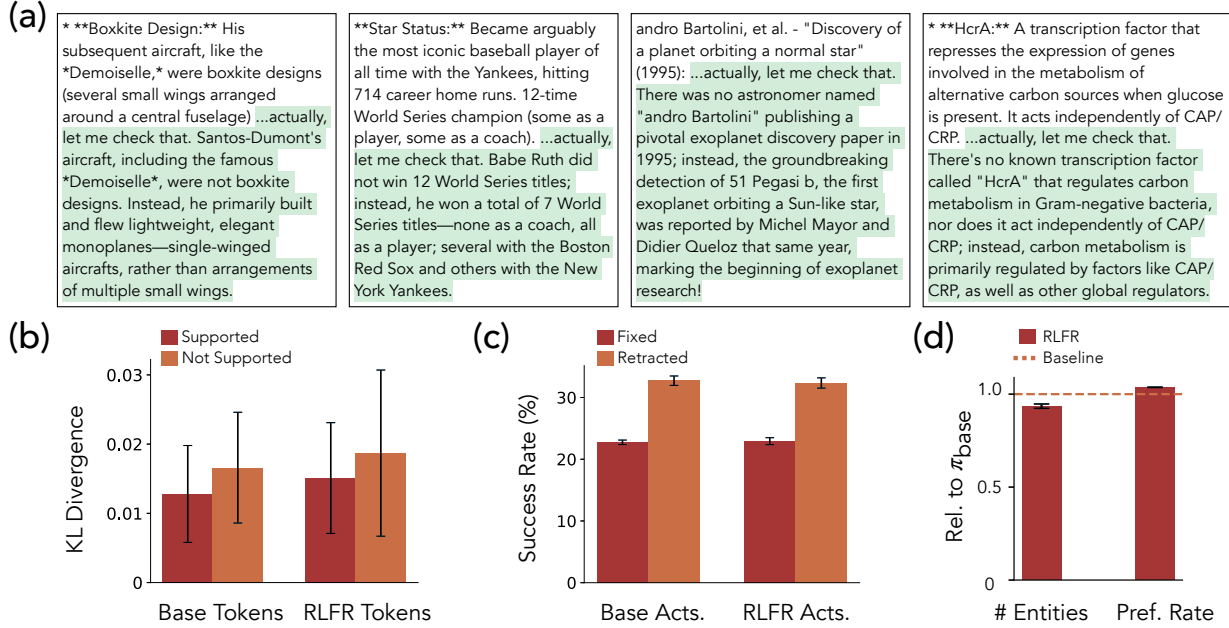 (a)
* **Boxkite Design:** His
subsequent aircraft, like the
*Demoiselle,* were boxkite designs
(several small wings arranged
around a central fuselage) ...actually,
let me check that. Santos-Dumont's
aircraft, including the famous
*Demoiselle*, were not boxkite
designs. Instead, he primarily built
and flew lightweight, elegant
monoplanes—single-winged
aircrafts, rather than arrangements
of multiple small wings.
**Star Status:** Became arguably
the most iconic baseball player of
all time with the Yankees, hitting
714 career home runs. 12-time
World Series champion (some as a
player, some as a coach). ...actually,
let me check that. Babe Ruth did
not win 12 World Series titles;
instead, he won a total of 7 World
Series titles—none as a coach, all
as a player; several with the Boston
Red Sox and others with the New
York Yankees.
andro Bartolini, et al. - "Discovery of
a planet orbiting a normal star"
(1995): ...actually, let me check that.
There was no astronomer named
"andro Bartolini" publishing a
pivotal exoplanet discovery paper in
1995; instead, the groundbreaking
detection of 51 Pegasi b, the first
exoplanet orbiting a Sun-like star,
was reported by Michel Mayor and
Didier Queloz that same year,
marking the beginning of exoplanet
research!
* **HcrA:** A transcription factor that
represses the expression of genes
involved in the metabolism of
alternative carbon sources when glucose
is present. It acts independently of CAP/
CRP. ...actually, let me check that.
There's no known transcription factor
called "HcrA" that regulates carbon
metabolism in Gram-negative bacteria,
nor does it act independently of CAP/
CRP; instead, carbon metabolism is
primarily regulated by factors like CAP/
CRP, as well as other global regulators.
(b)
Supported
Not Supported
KL Divergence
0.03
0.02
0.01
0
Base Tokens
RLFR Tokens
(c)
Fixed
Retracted
Success Rate (%)
30
20
10
0
Base Acts.
RLFR Acts.
(d)
RLFR
Baseline
Rel. to πbase
1.0
0.5
0
# Entities
Pref. Rate